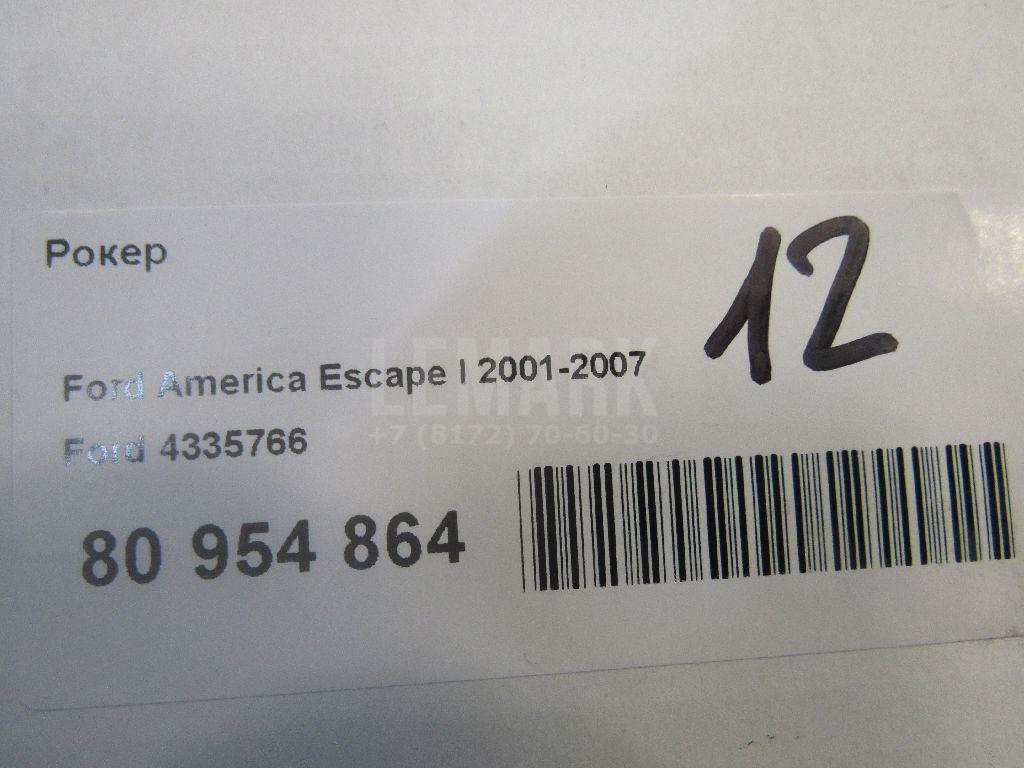 Рокер
12
Ford America Escape I 2001-2007
LEMARK
Ford 4335766
+7 (8172) 70-60-30
80 954 864